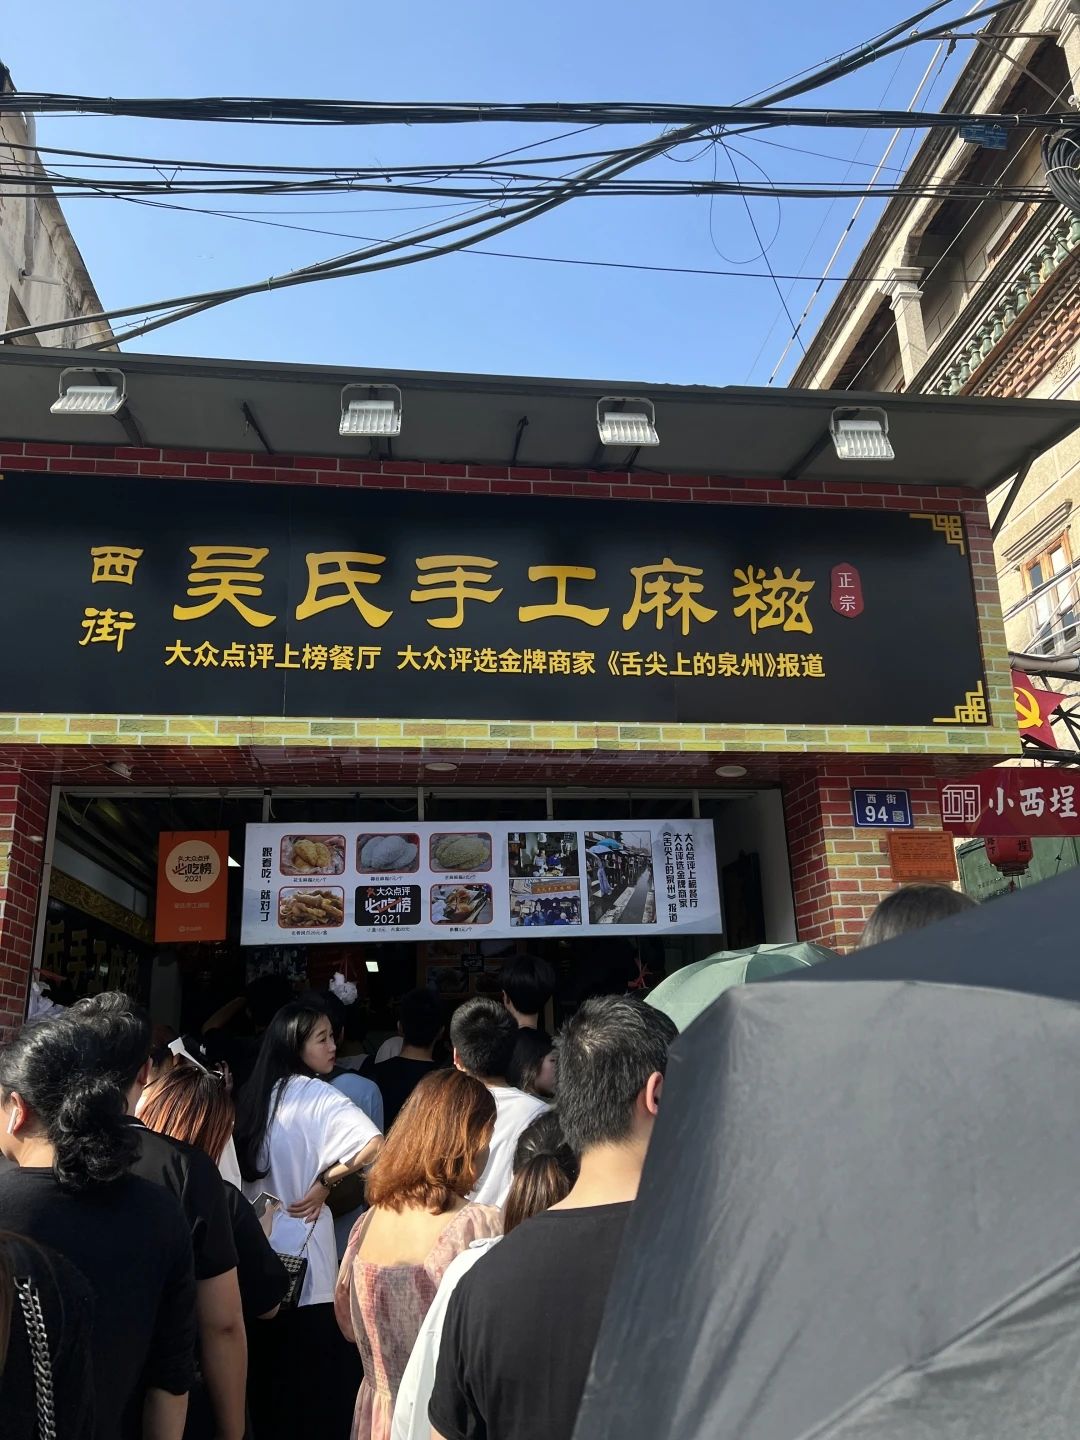 西街
吴氏手工麻糍
正宗
大众点评上榜餐厅 大众评选金牌商家《舌尖上的泉州》报道
西街
94
小西埕
大众点评
必吃榜
2021
跟着吃，就对了
大众点评
必吃榜
2021
大众点评上榜餐厅
大众评选金牌商家
《舌尖上的泉州》报道